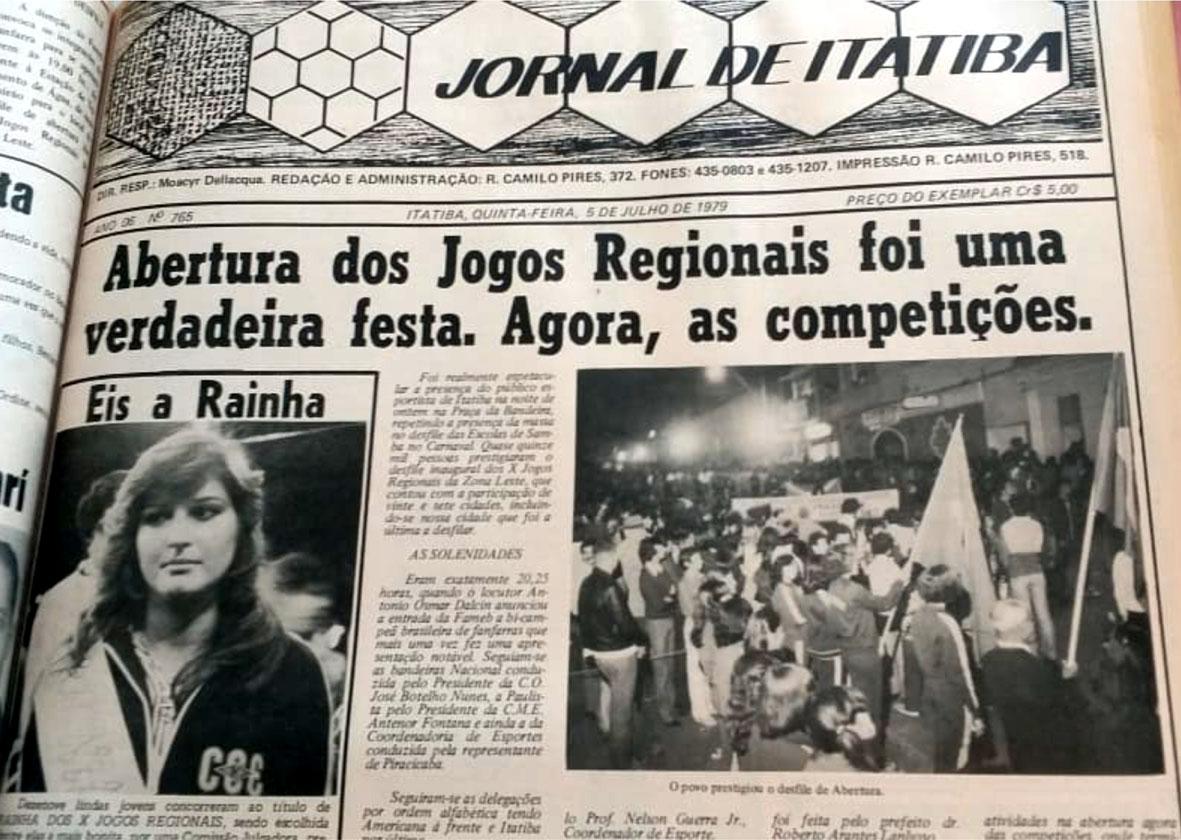 JORNAL DE ITATIBA
DIR. RESP.: Moacyr Dellacqua. REDAÇÃO E ADMINISTRAÇÃO: R. CAMILO PIRES, 372. FONES: 435-0803 e 435-1207. IMPRESSÃO R. CAMILO PIRES, 518.
ANO 06 Nº 765
ITATIBA, QUINTA-FEIRA, 5 DE JULHO DE 1979
PREÇO DO EXEMPLAR Cr$ 5,00
Abertura dos Jogos Regionais foi uma
verdadeira festa. Agora, as competições.
Eis a Rainha
CCE
Dezenove lindas jovens concorreram ao título de
RAINHA DOS X JOGOS REGIONAIS, sendo escolhida
entre elas a mais bonita, por uma Comissão Julgadora,
Foi realmente espetacu-
lar a presença do público es-
portista de Itatiba na noite de
ontem na Praça da Bandeira,
repetindo a presença da massa
no desfile das Escolas de Sam-
ba no Carnaval. Quase quinze
mil pessoas prestigiaram o
desfile inaugural dos X Jogos
Regionais da Zona Leste, que
contou com a participação de
vinte e sete cidades, incluin-
do-se nossa cidade que foi a
última a desfilar.
AS SOLENIDADES
Eram exatamente 20,25
horas, quando o locutor An-
tonio Osmar Dalcin anunciou
a entrada da Fameb a bi-cam-
peã brasileira de fanfarras que
mais uma vez fez uma apre-
sentação notável. Seguiam-se
as bandeiras Nacional condu-
zida pelo Presidente da C.O.
José Botelho Nunes, a Paulis-
ta pelo Presidente da C.M.E.
Antenor Fontana e ainda a da
Coordenadoria de Esportes
conduzida pela representante
de Piracicaba.
Seguiram-se as delegações
por ordem alfabética tendo
Americana à frente e Itatiba
O povo prestigiou o desfile de Abertura.
lo Prof. Nelson Guerra Jr.,
Coordenador de Esporte.
foi feita pelo prefeito dr.
Roberto Arantes Lanhoso
atividades na abertura agora
das competições